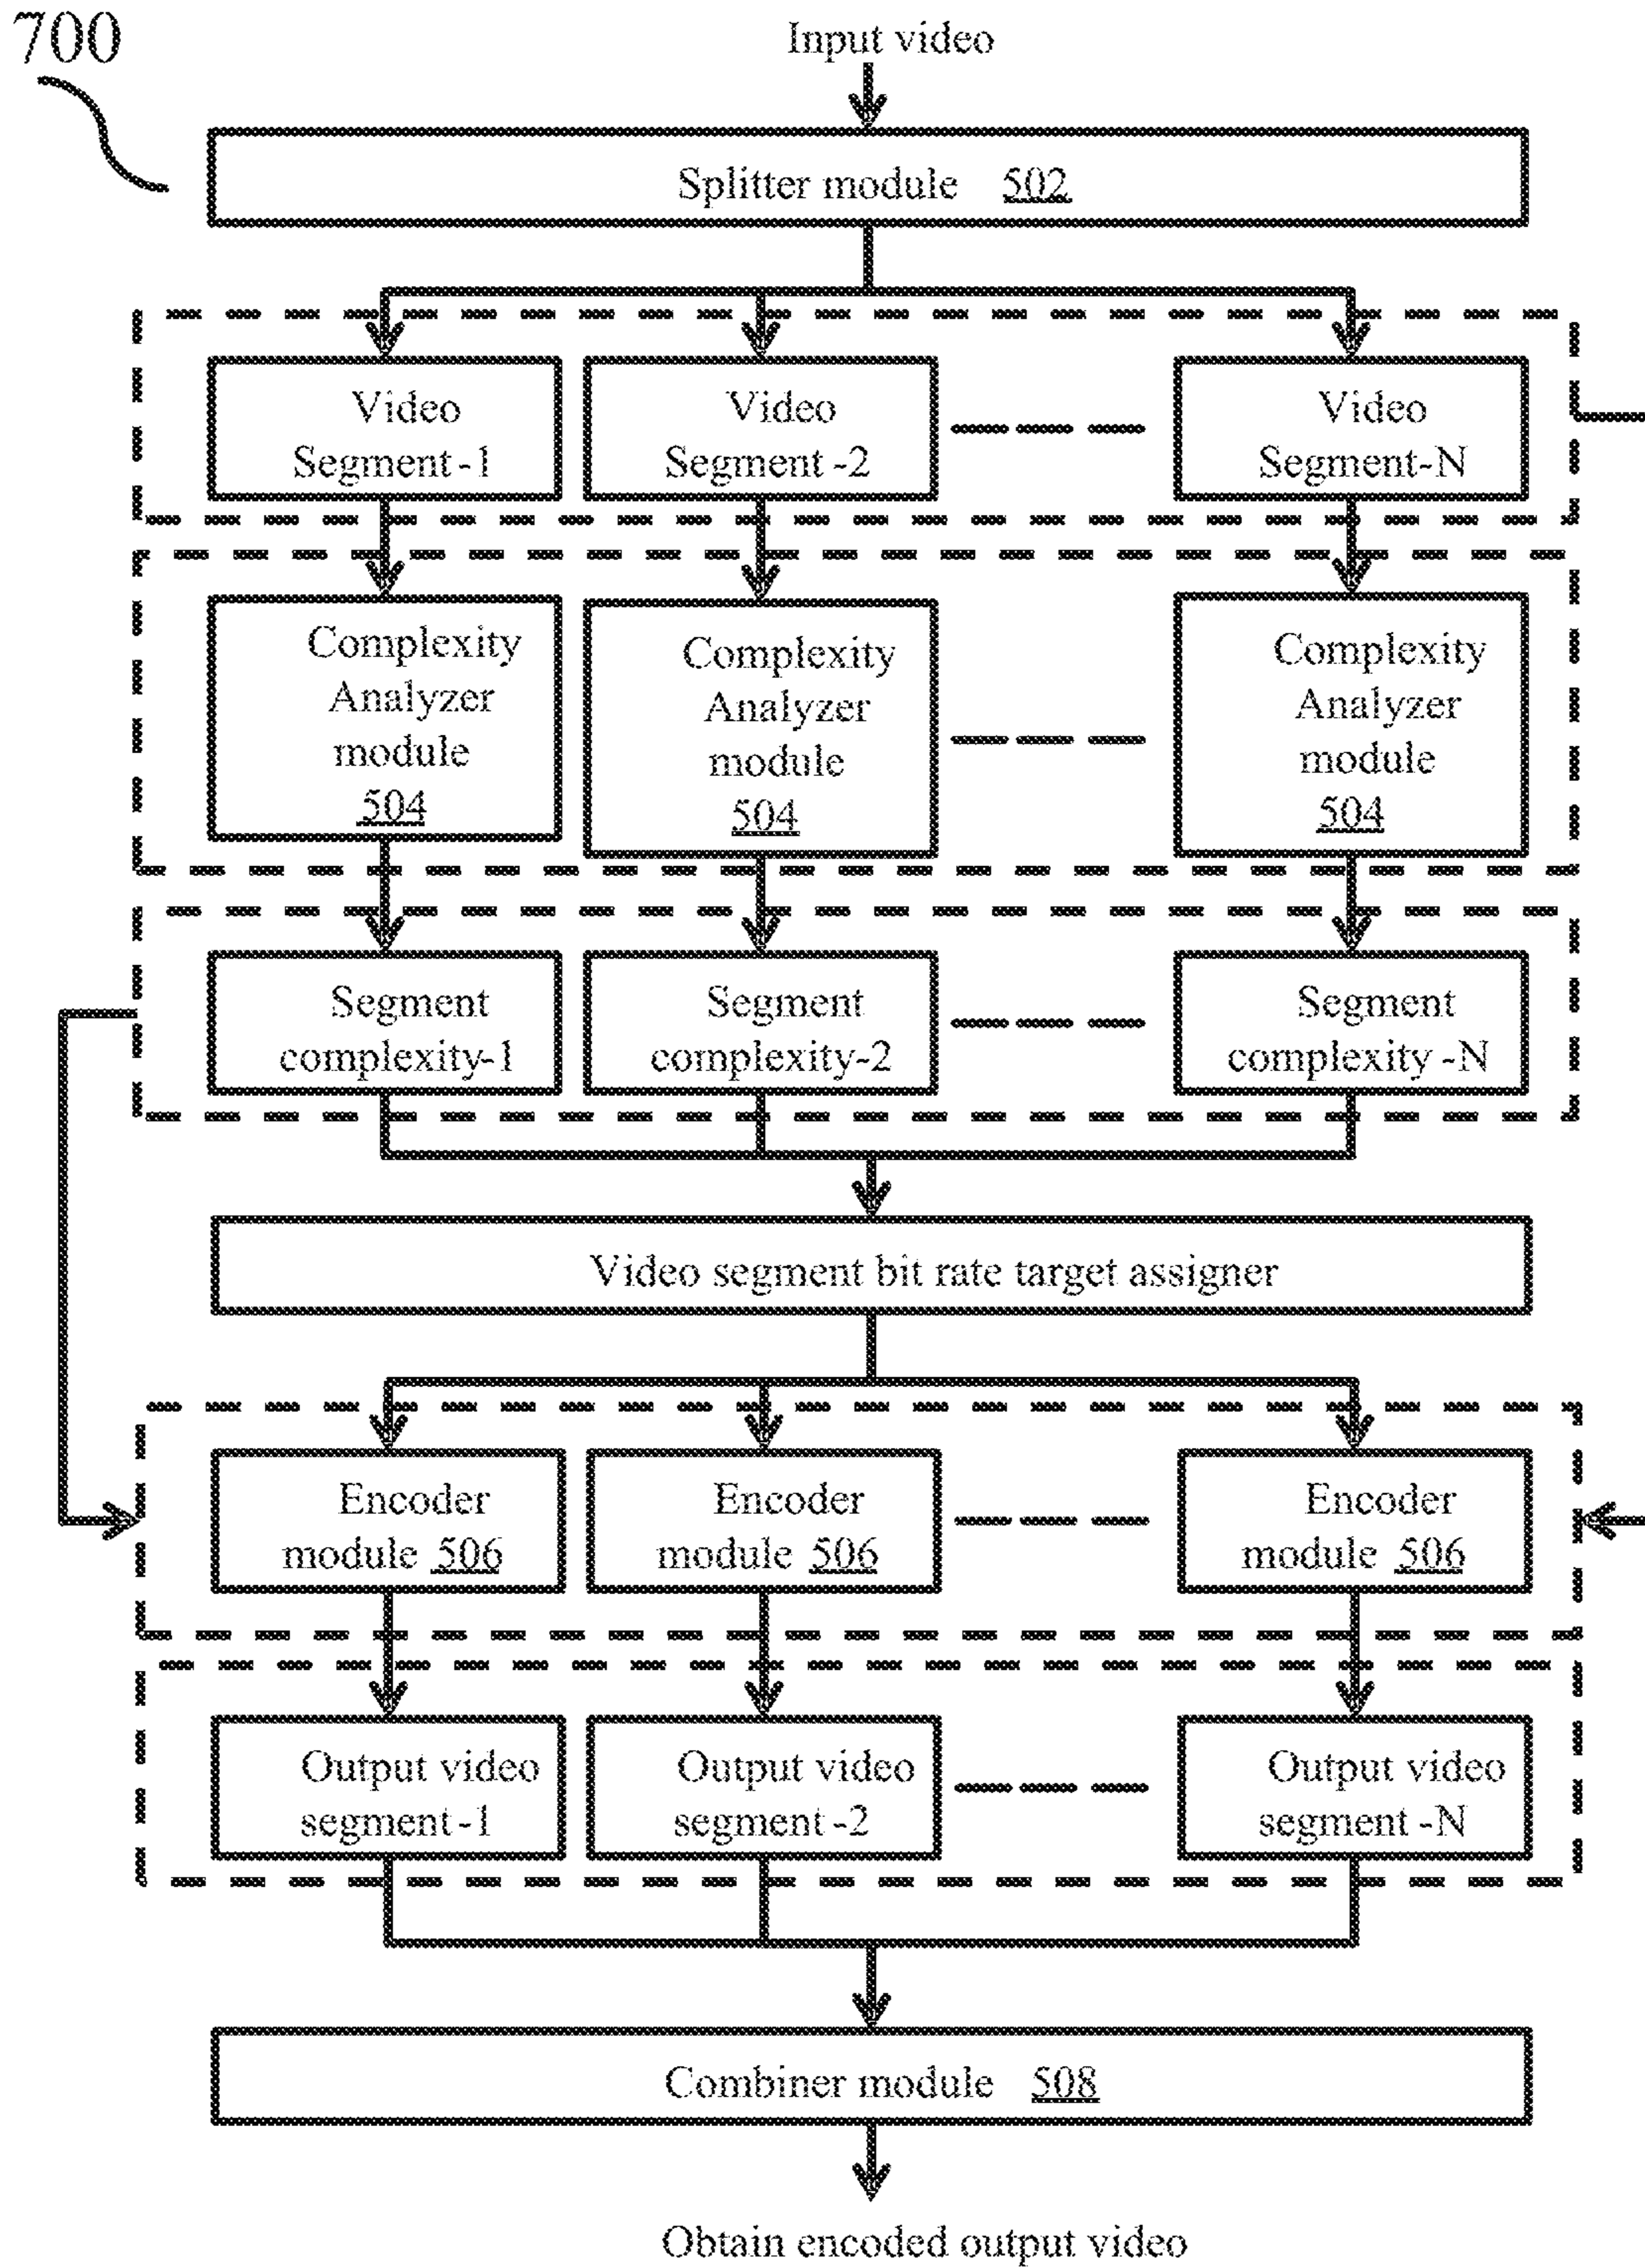 700
Input video
Splitter module 502
Video
Segment-1
Video
Segment-2
Video
Segment-N
Complexity
Analyzer
module
504
Complexity
Analyzer
module
504
Complexity
Analyzer
module
504
Segment
complexity-1
Segment
complexity-2
Segment
complexity-N
Video segment bit rate target assigner
Encoder
module 506
Encoder
module 506
Encoder
module 506
Output video
segment-1
Output video
segment-2
Output video
segment-N
Combiner module 508
Obtain encoded output video